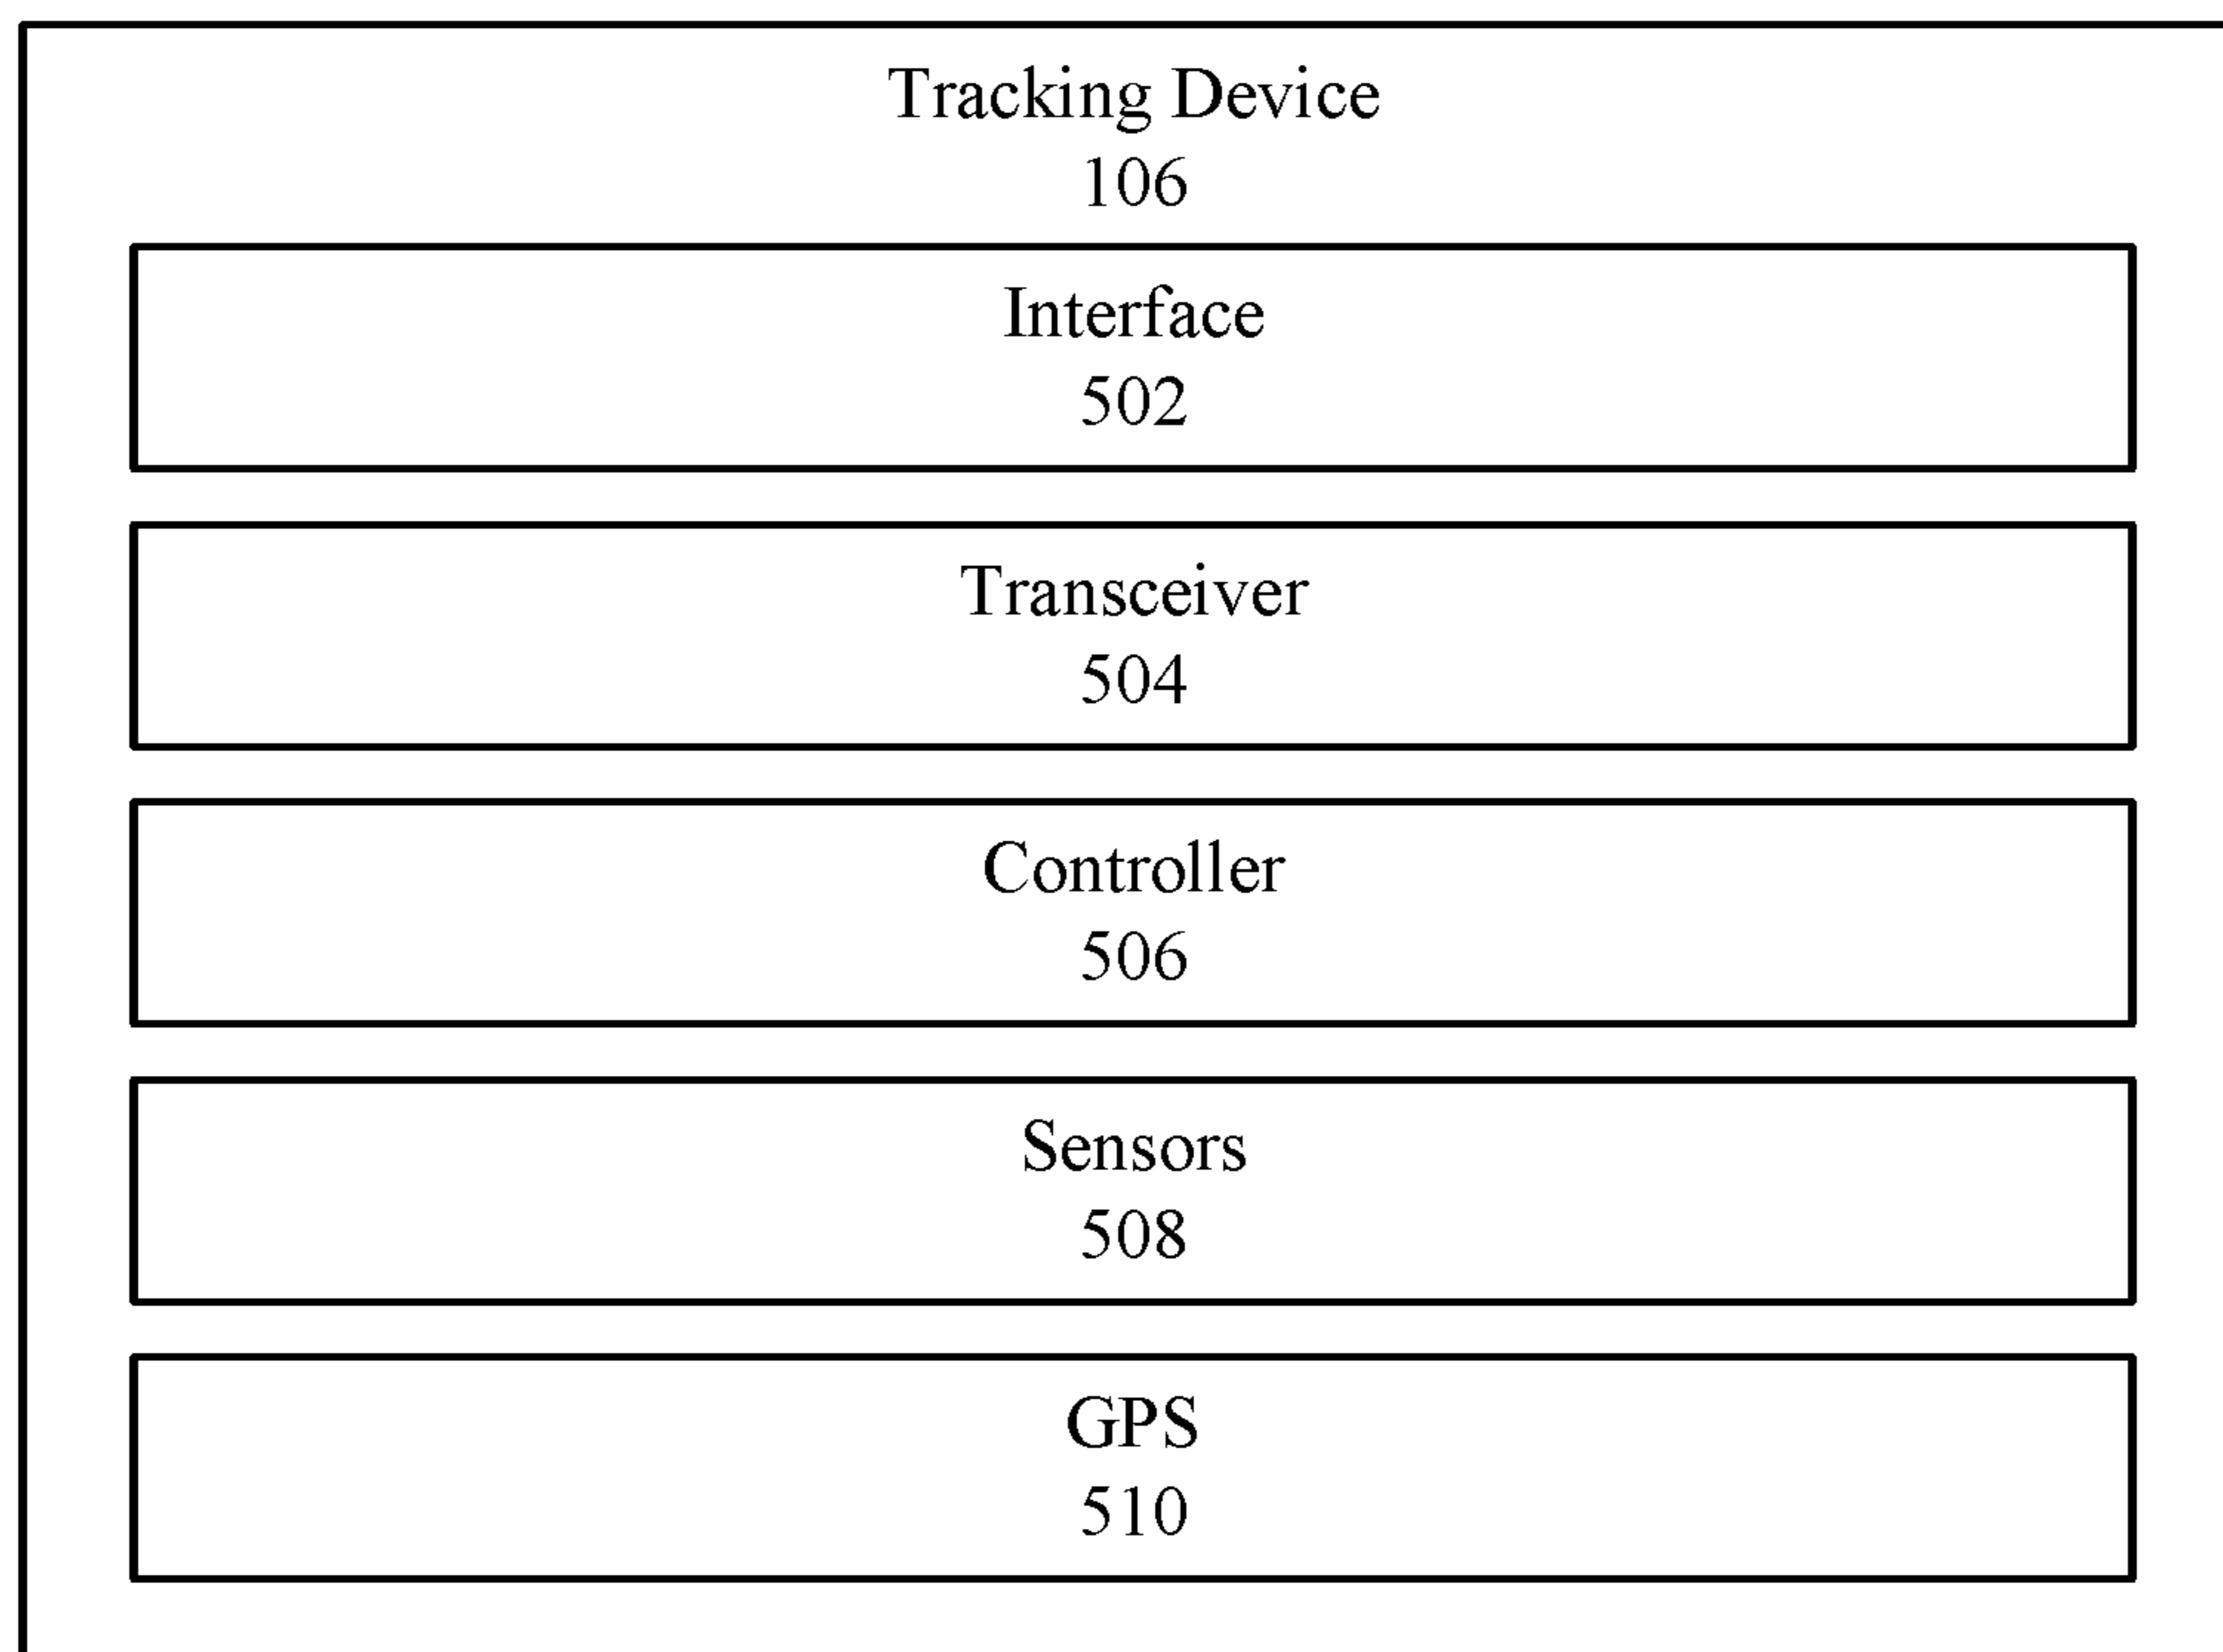 Tracking Device
106
Interface
502
Transceiver
504
Controller
506
Sensors
508
GPS
510